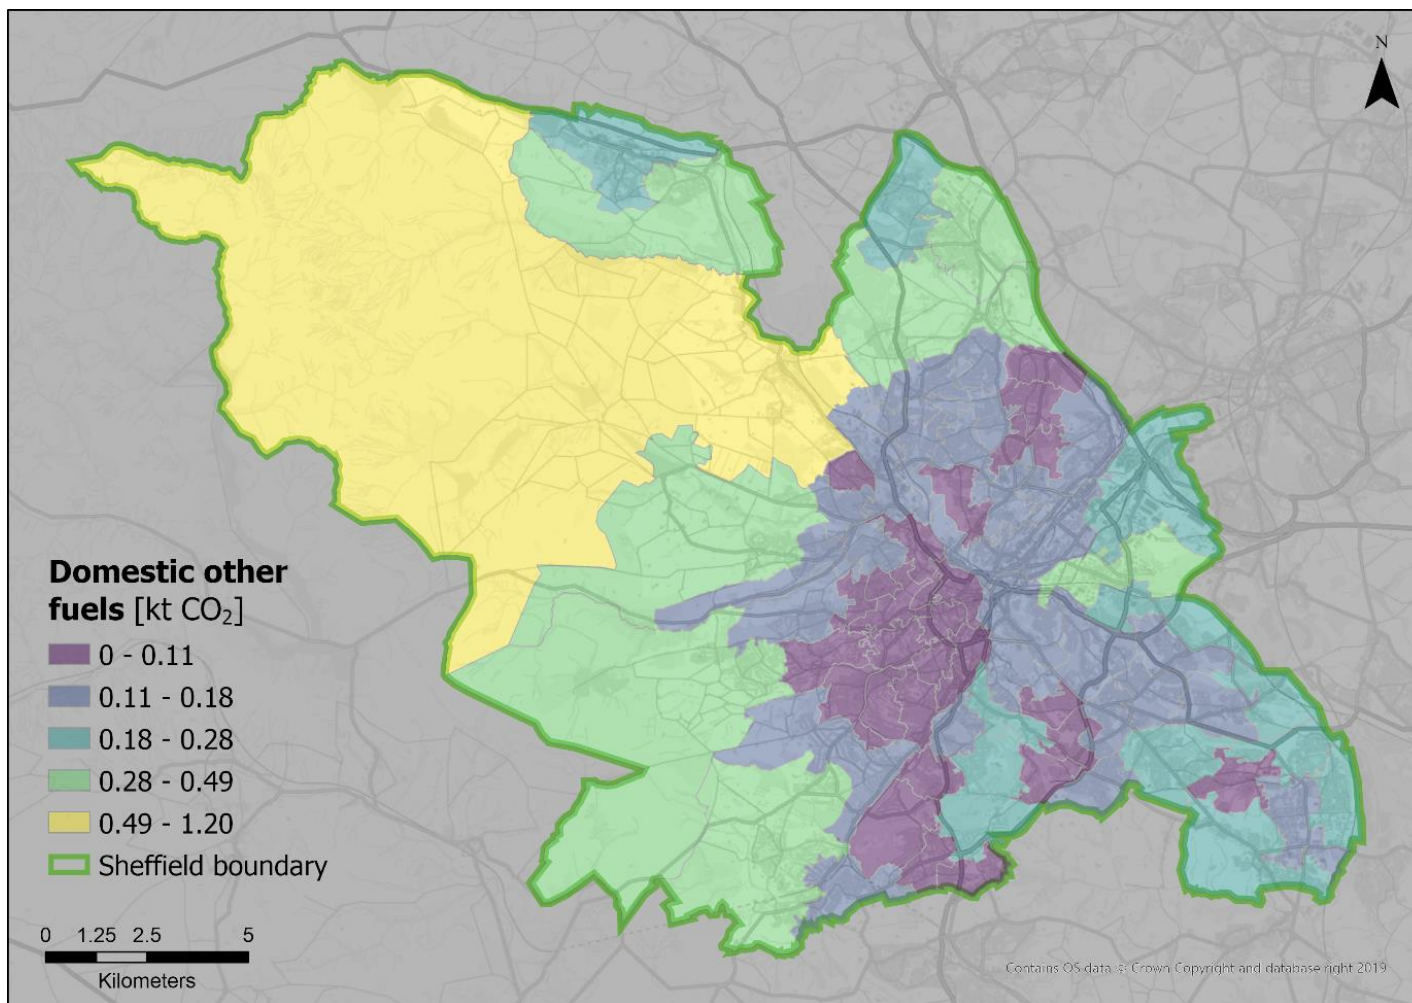 N
Domestic other
fuels [kt CO₂]
0 - 0.11
0.11 - 0.18
0.18 - 0.28
0.28 - 0.49
0.49 - 1.20
Sheffield boundary
0 1.25 2.5 5
Kilometers
Contains OS data © Crown Copyright and database right 2019